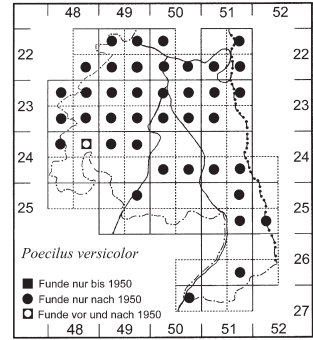 48 49 50 51
22 22
23 23
24
24
25
25
52
26
Poecilus versicolor
Funde nur bis 1950
Funde nur nach 1950
Funde vor und nach 1950
48 49 50 51 52
27